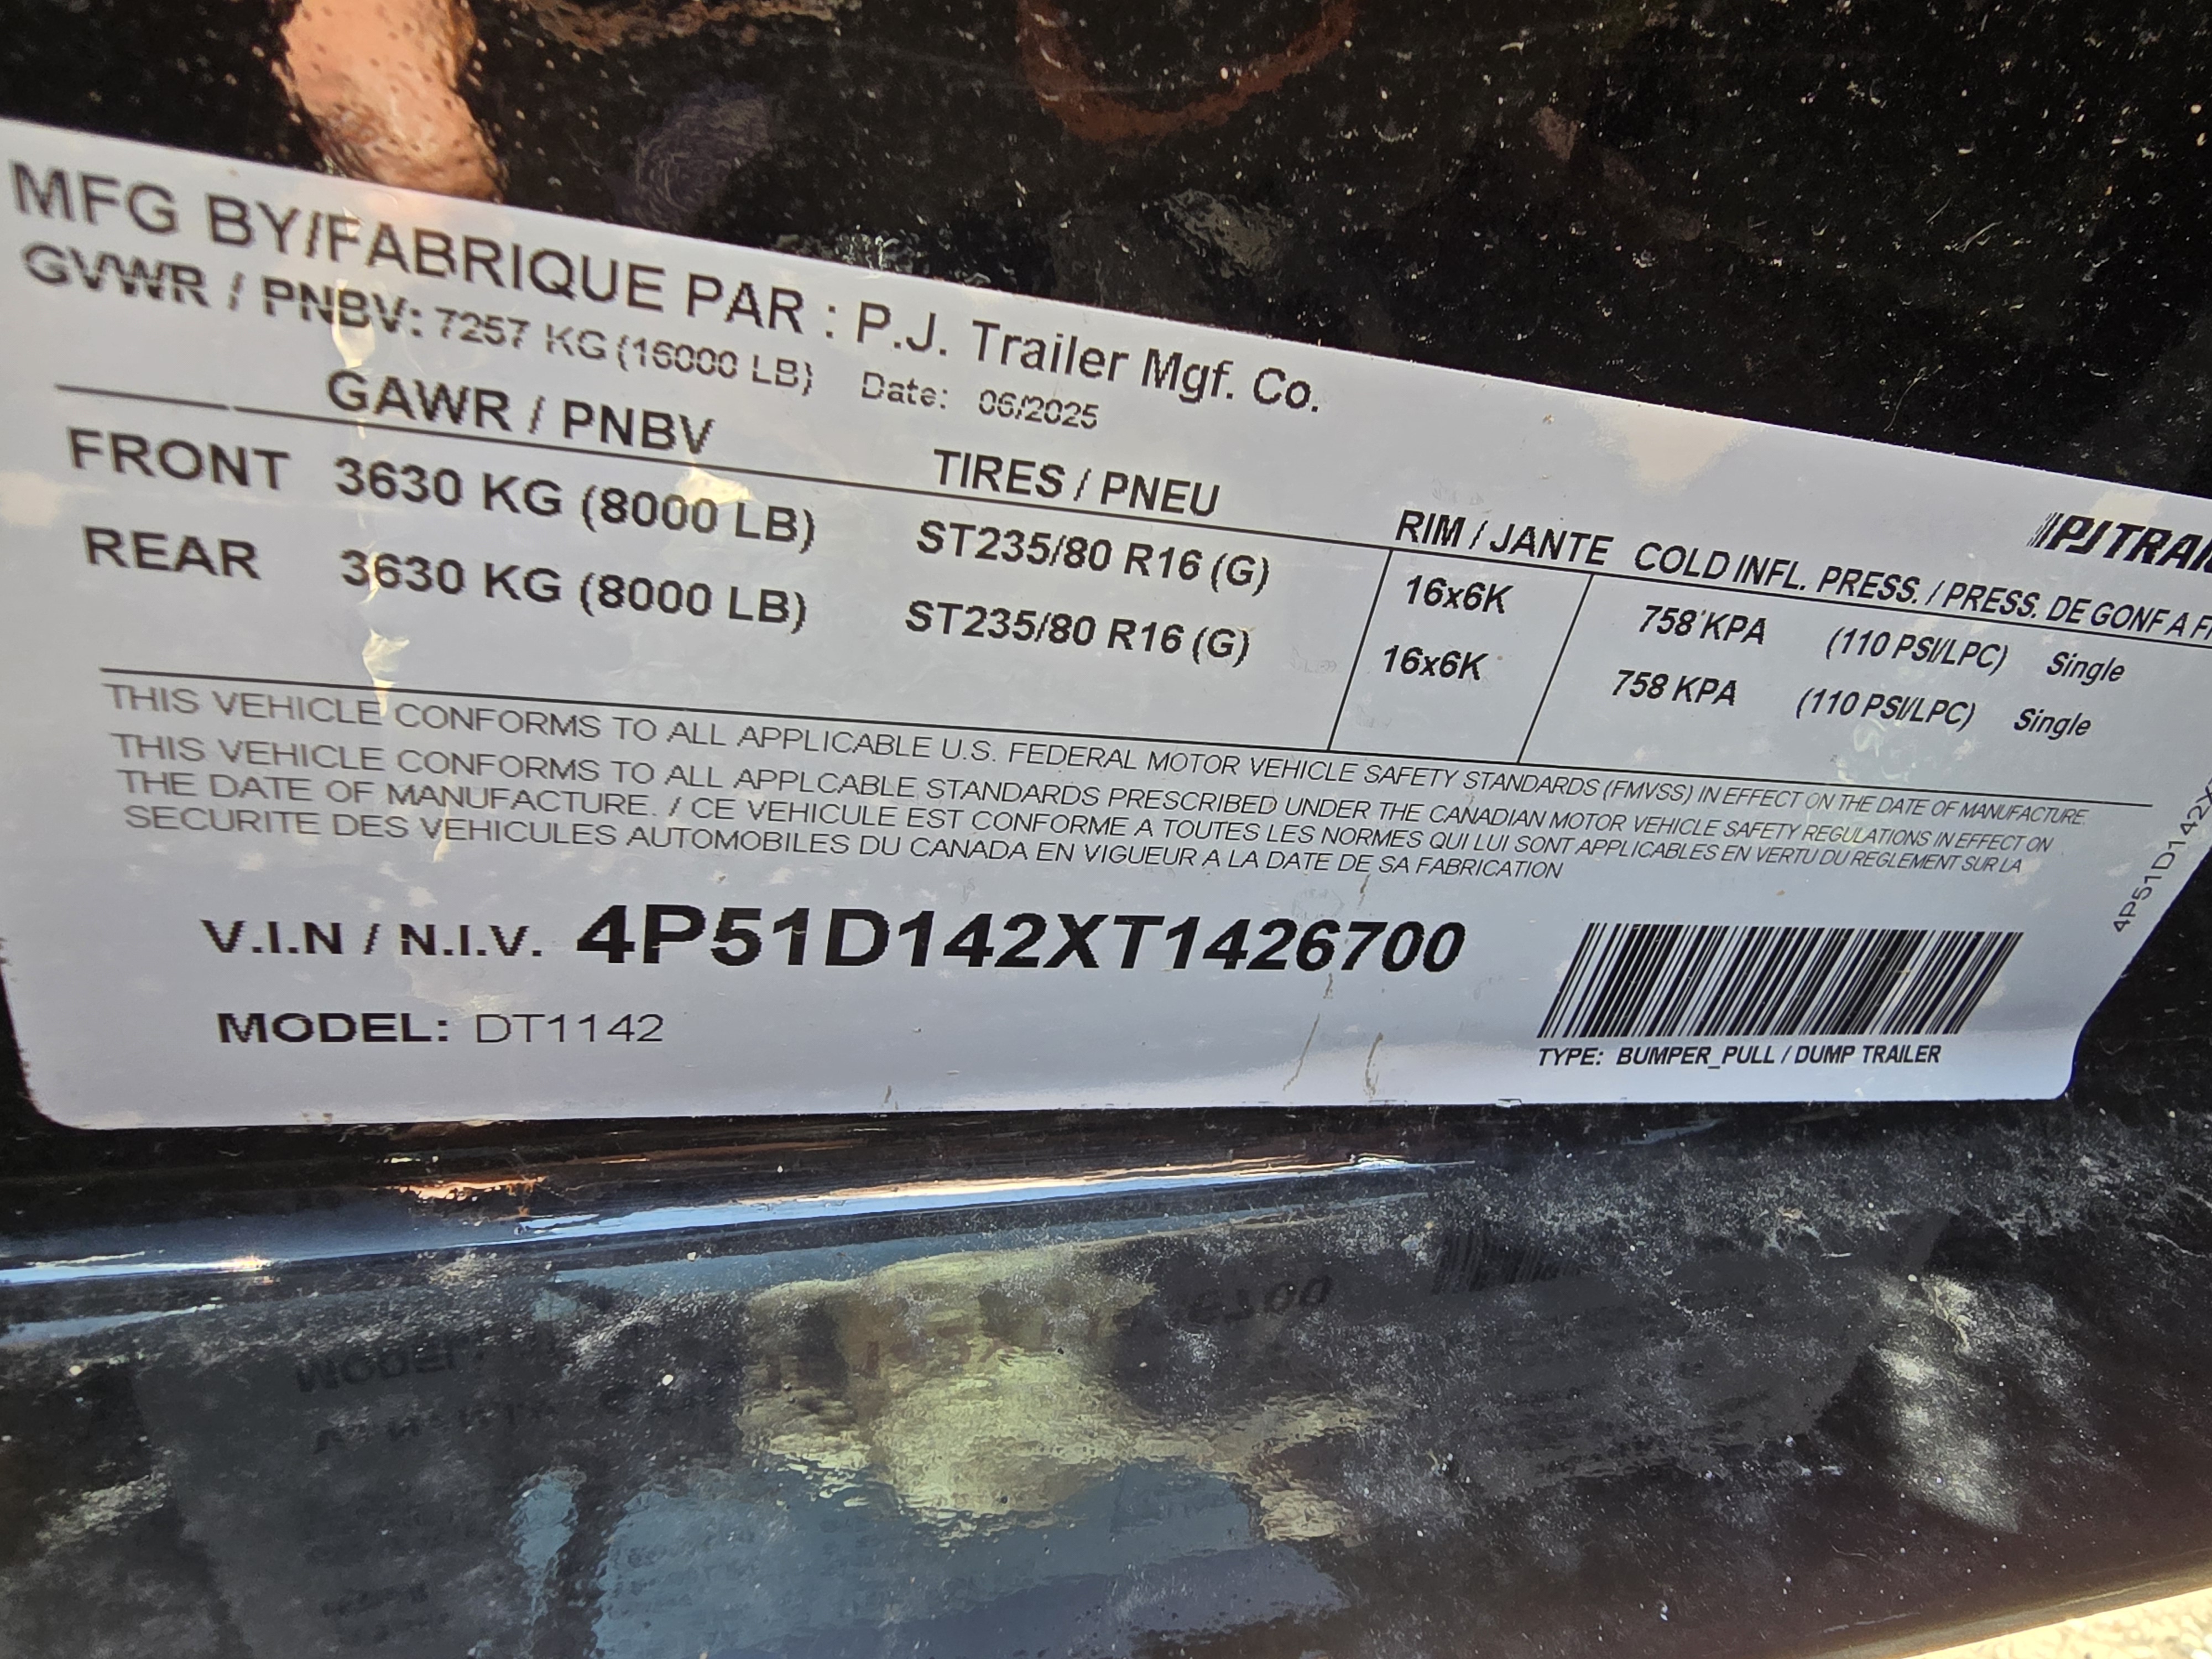 MFG BY/FABRIQUE PAR : P.J. Trailer Mgf. Co.
GVWR / PNBV: 7257 KG (16000 LB) Date: 06/2025
PJTRAI
GAWR / PNBV TIRES / PNEU RIM / JANTE COLD INFL. PRESS. / PRESS. DE GONF A F
FRONT 3630 KG (8000 LB) ST235/80 R16 (G) 16x6K 758 KPA (110 PSI/LPC) Single
REAR 3630 KG (8000 LB) ST235/80 R16 (G) 16x6K 758 KPA (110 PSI/LPC) Single
THIS VEHICLE CONFORMS TO ALL APPLICABLE U.S. FEDERAL MOTOR VEHICLE SAFETY STANDARDS (FMVSS) IN EFFECT ON THE DATE OF MANUFACTURE.
THIS VEHICLE CONFORMS TO ALL APPLCABLE STANDARDS PRESCRIBED UNDER THE CANADIAN MOTOR VEHICLE SAFETY REGULATIONS IN EFFECT ON
THE DATE OF MANUFACTURE. / CE VEHICULE EST CONFORME A TOUTES LES NORMES QUI LUI SONT APPLICABLES EN VERTU DU REGLEMENT SUR LA
SECURITE DES VEHICULES AUTOMOBILES DU CANADA EN VIGUEUR A LA DATE DE SA FABRICATION
V.I.N / N.I.V. 4P51D142XT1426700
MODEL: DT1142
TYPE: BUMPER_PULL / DUMP TRAILER
4P51D142X